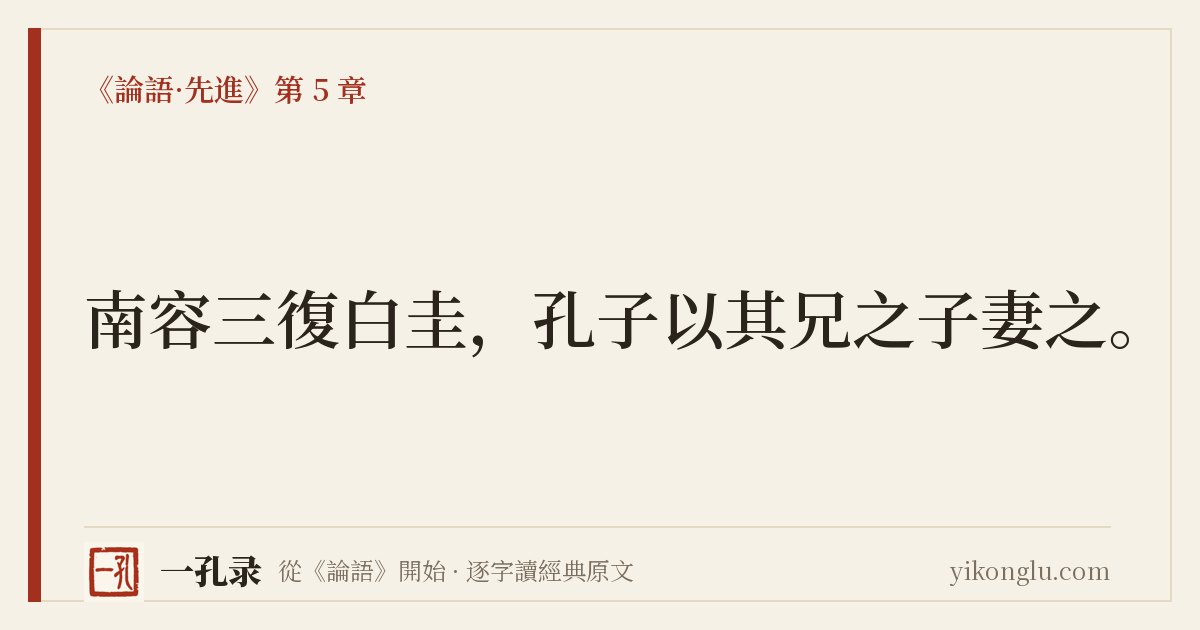 《論語·先進》第 5 章
南容三復白圭，孔子以其兄之子妻之。
一孔
一孔录 從《論語》開始 · 逐字讀經典原文
yikonglu.com